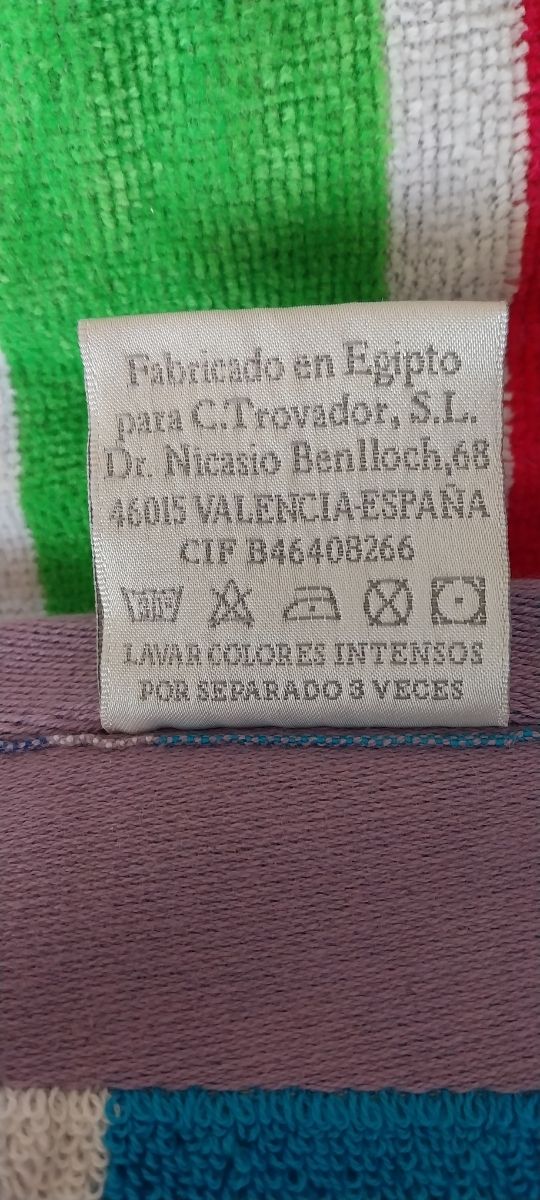 Fabricado en Egipto
para C.Trovador, S.L.
Dr. Nicasio Benlloch,68
46015 VALENCIA-ESPAÑA
CIF B46408266
LAVAR COLORES INTENSOS
POR SEPARADO 3 VECES